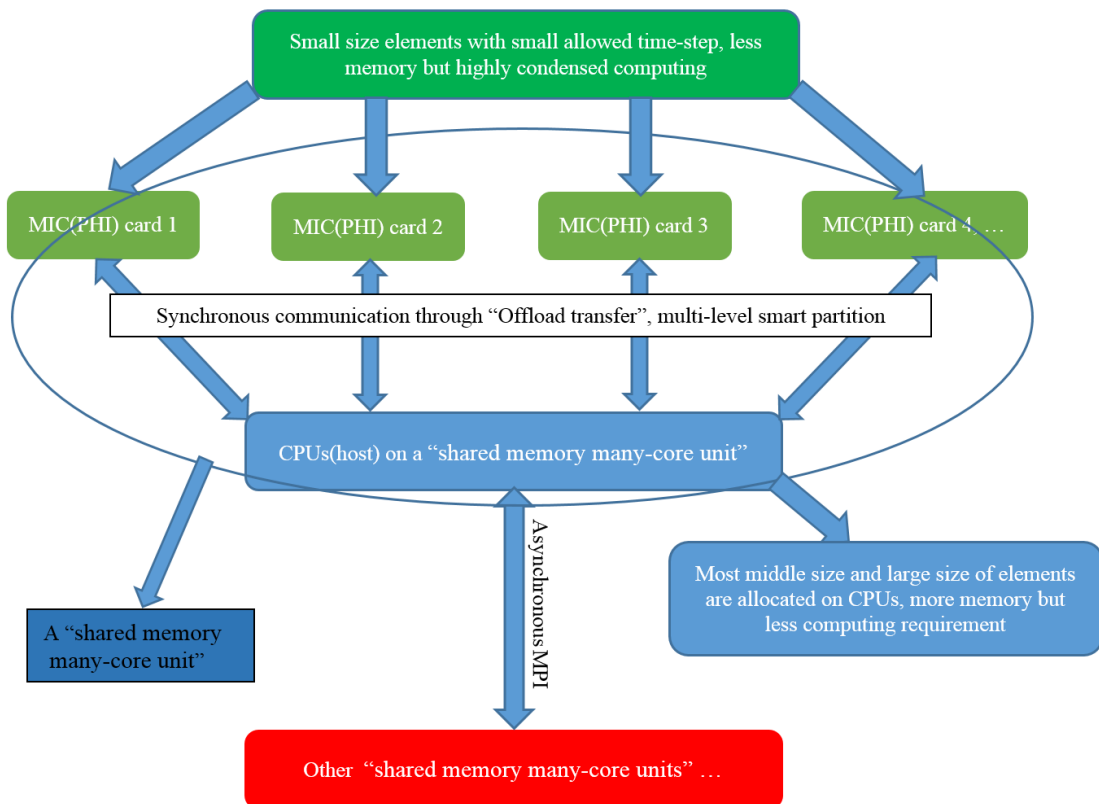 Small size elements with small allowed time-step, less
memory but highly condensed computing
MIC(PHI) card 1
MIC(PHI) card 2
MIC(PHI) card 3
MIC(PHI) card 4, …
Synchronous communication through “Offload transfer”, multi-level smart partition
CPUs(host) on a “shared memory many-core unit”
Asynchronous MPI
Most middle size and large size of elements
are allocated on CPUs, more memory but
less computing requirement
A “shared memory
many-core unit”
Other “shared memory many-core units” …